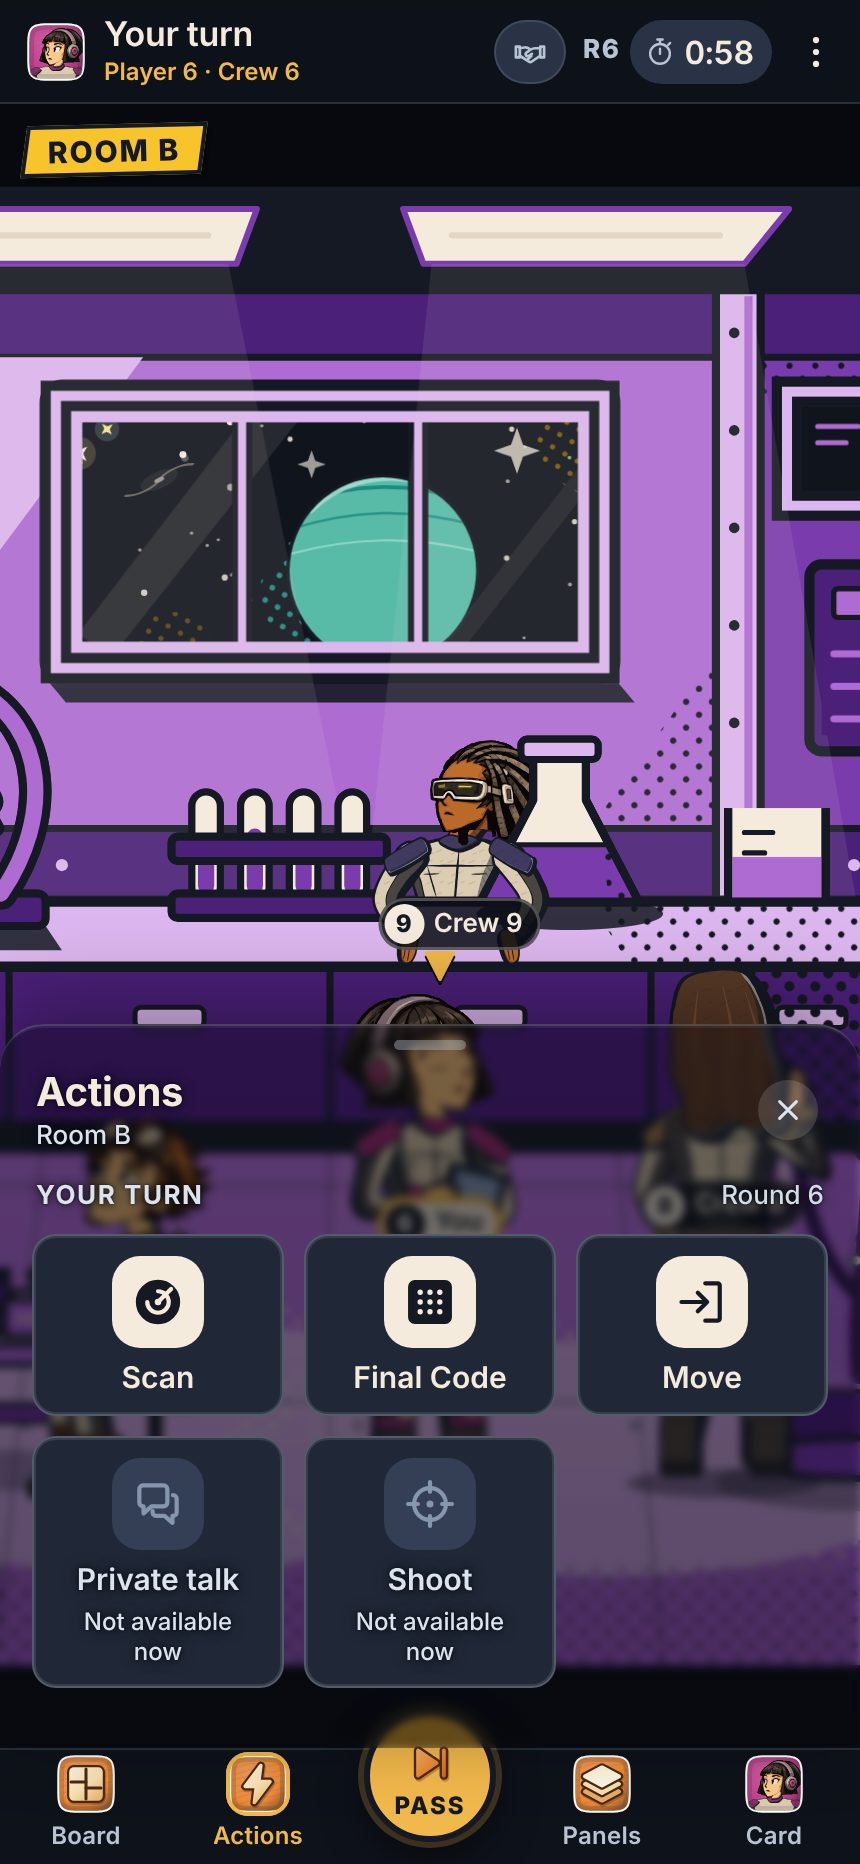 Your turn
Player 6 · Crew 6
R6
0:58
ROOM B
9 Crew 9
Actions
Room B
YOUR TURN
Round 6
Scan
Final Code
Move
Private talk
Not available
now
Shoot
Not available
now
Board
Actions
PASS
Panels
Card